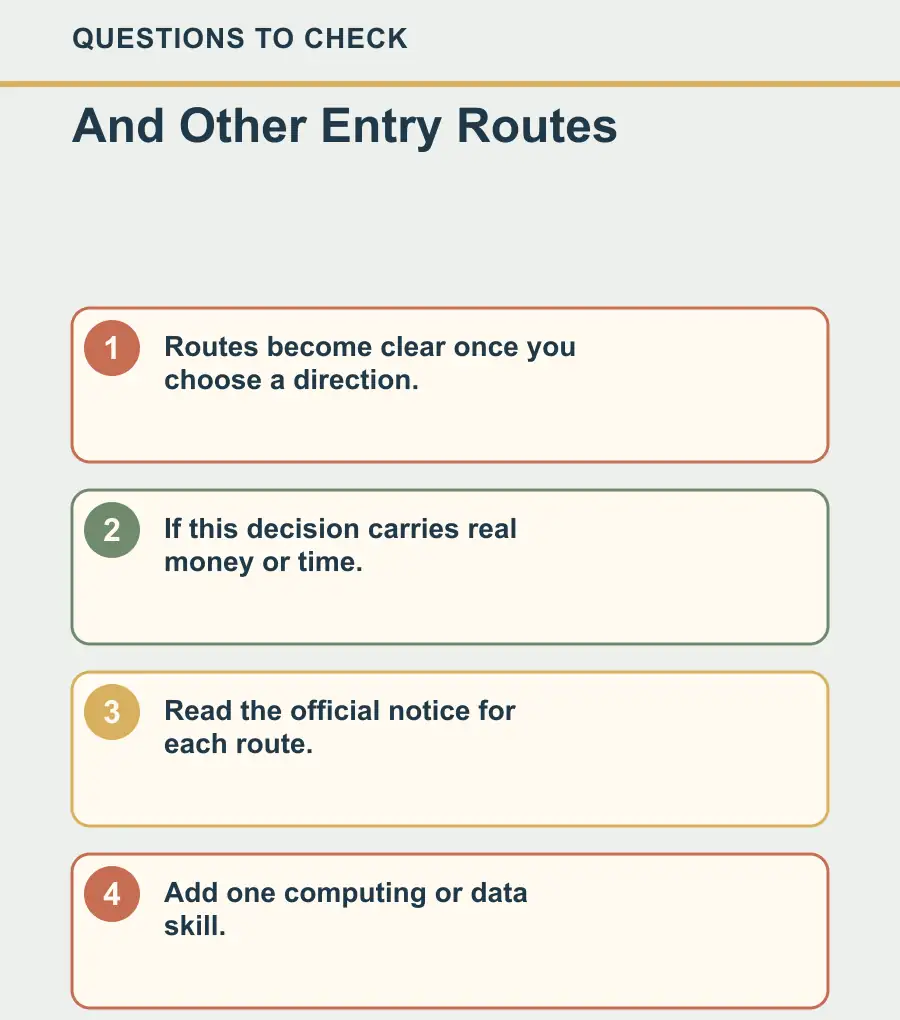 QUESTIONS TO CHECK
And Other Entry Routes
1
Routes become clear once you
choose a direction.
2
If this decision carries real
money or time.
3
Read the official notice for
each route.
4
Add one computing or data
skill.